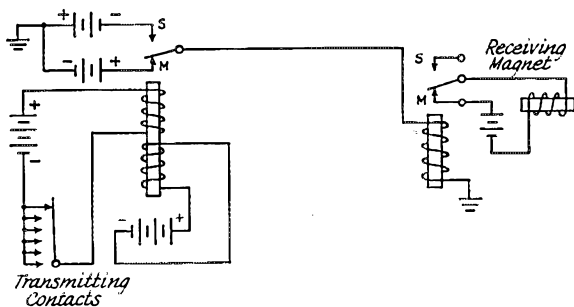 + -
S
- +
M
+
-
- +
Transmitting
Contacts
S
M
Receiving
Magnet